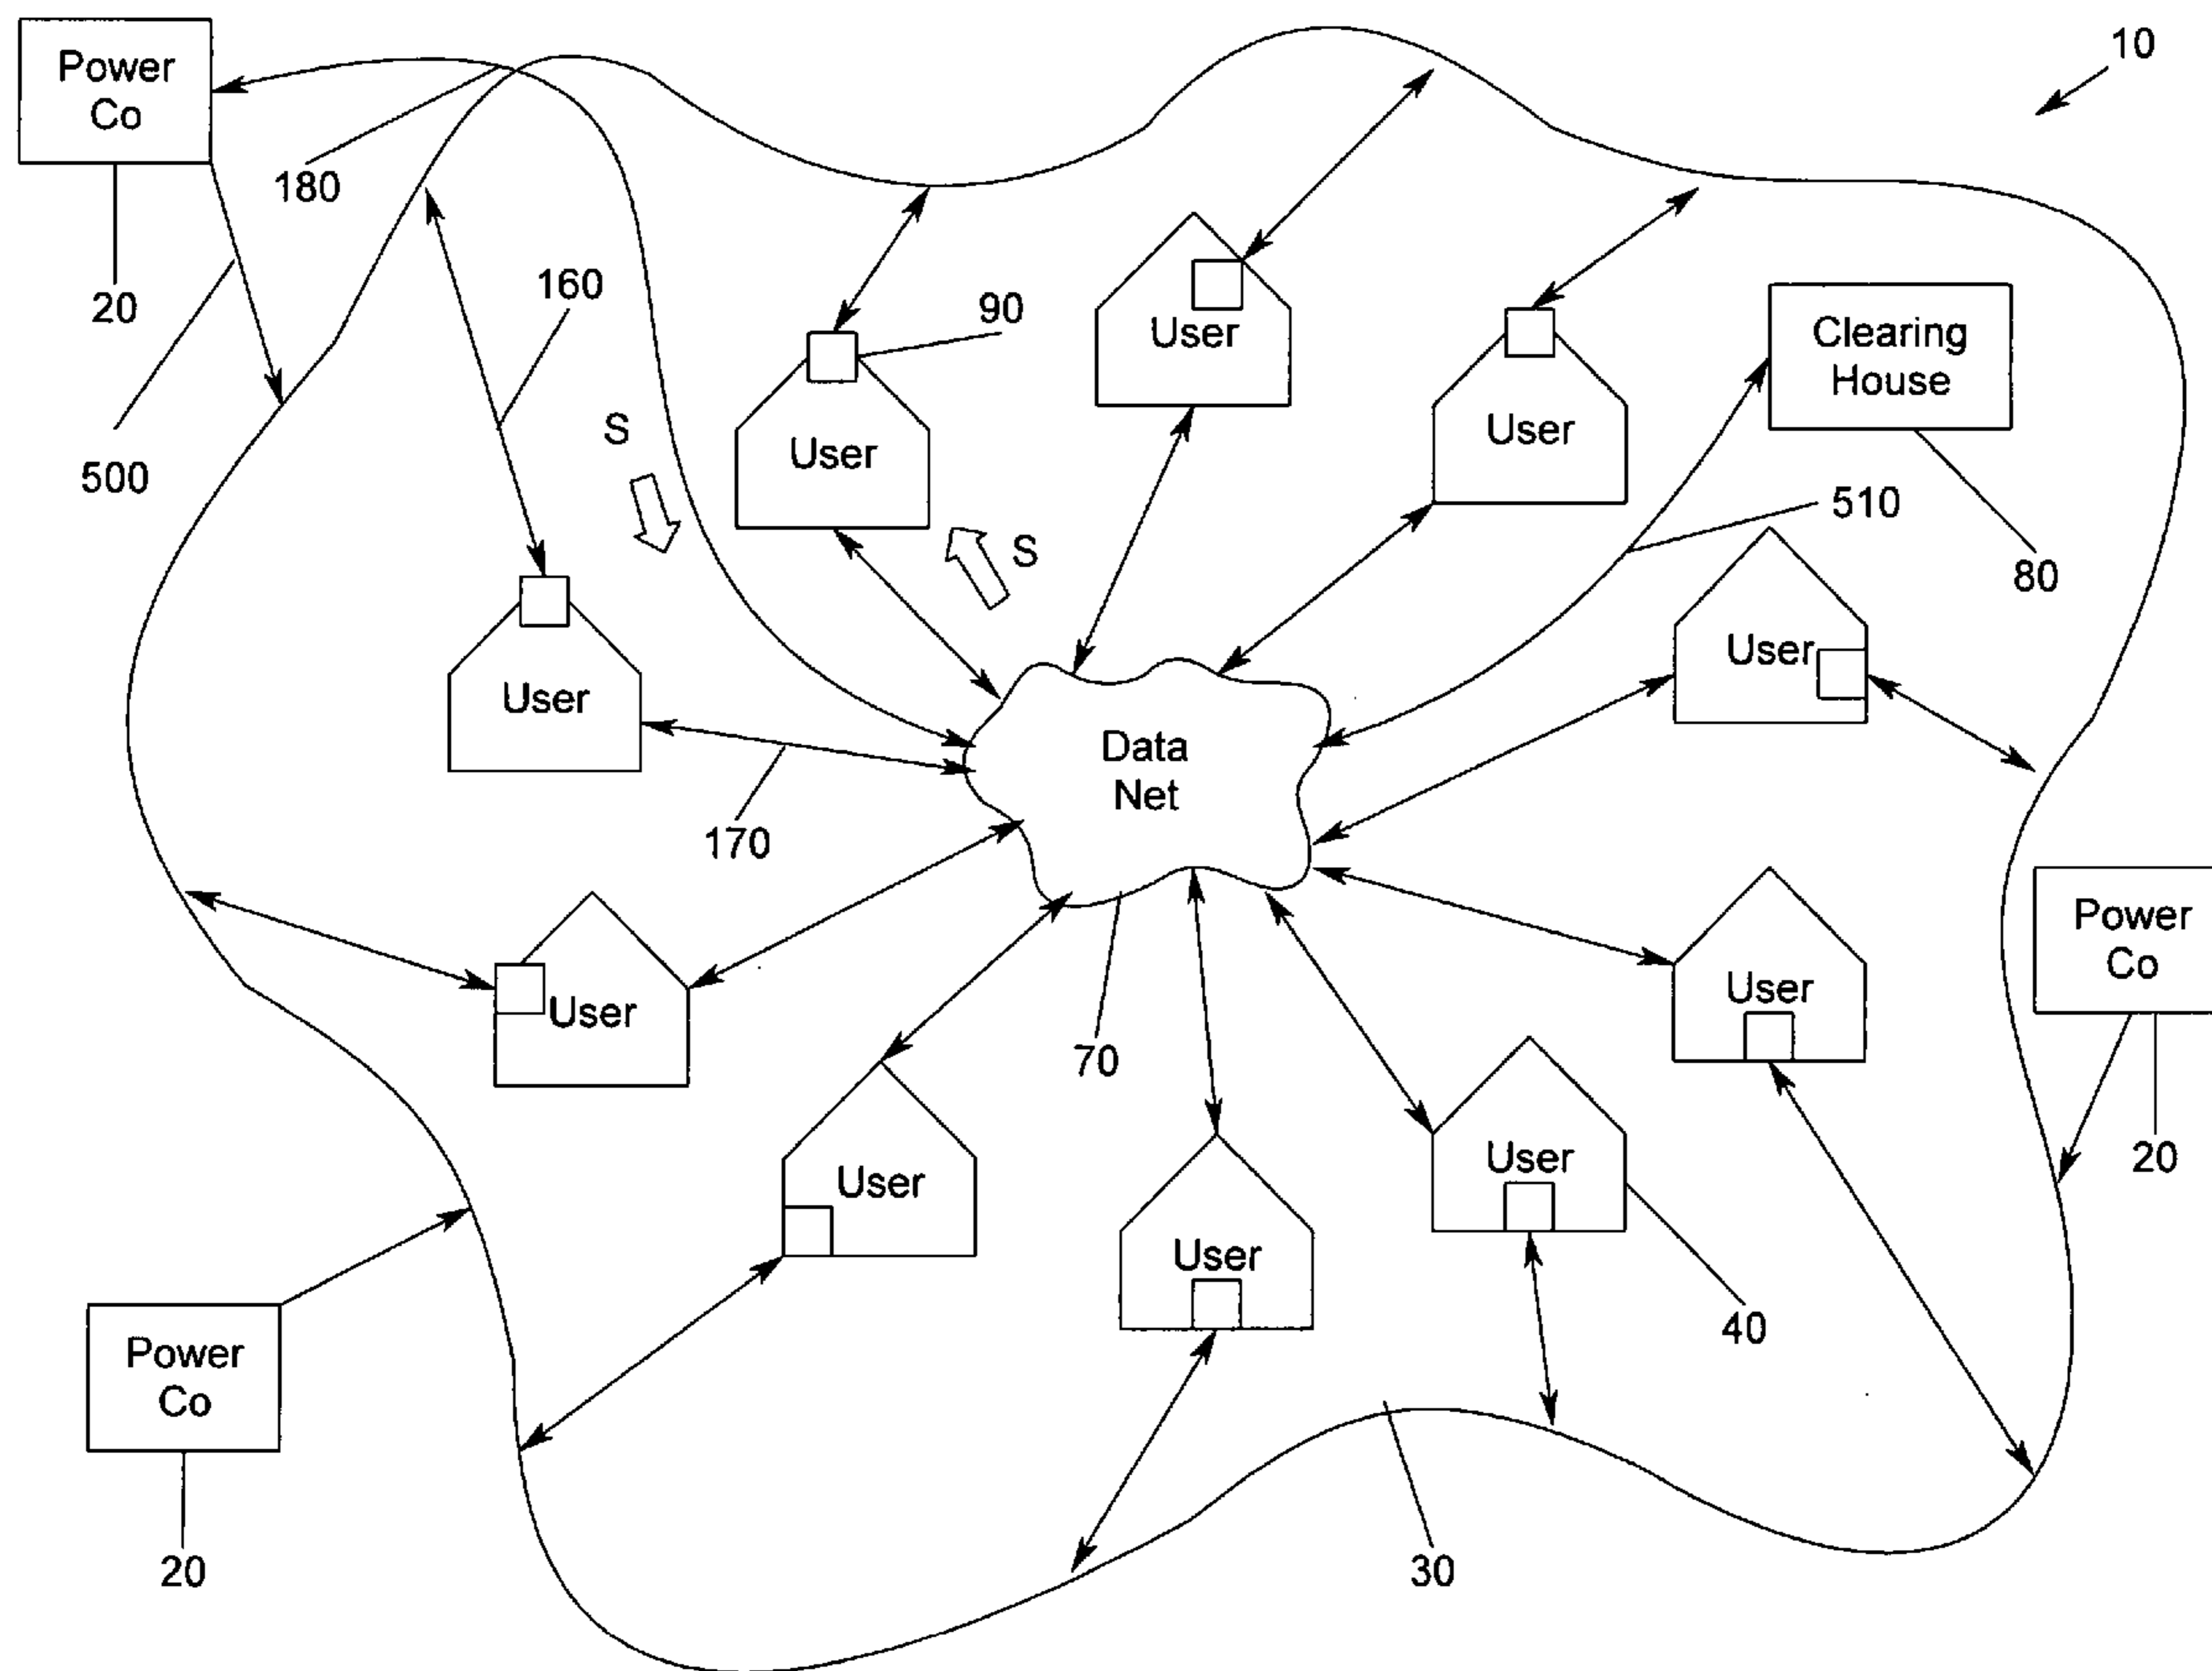 Power
Co
10
180
20
160
90
User
Clearing
House
User
User
S
500
510
S
80
User
User
Data
Net
170
Power
Co
User
User
70
User
User
20
User
40
Power
Co
30
20